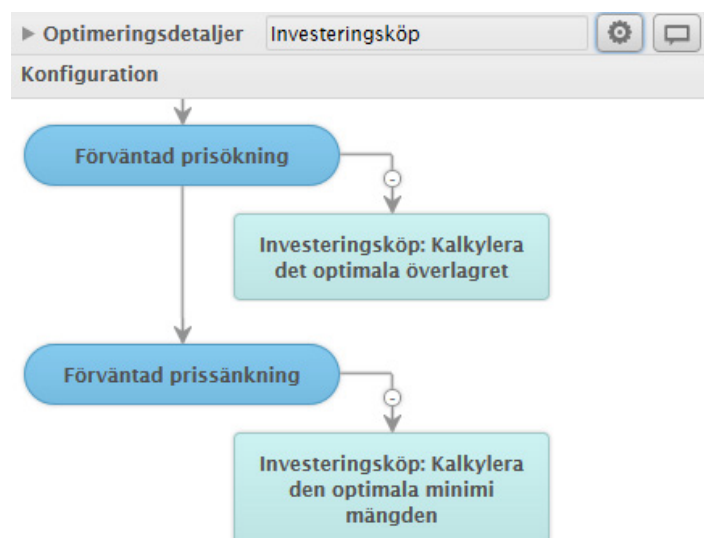 Optimeringsdetaljer Investeringsköp
Konfiguration
Förväntad prisökning
Investeringsköp: Kalkylera
det optimala överlagret
Förväntad prissänkning
Investeringsköp: Kalkylera
den optimala minimi
mängden